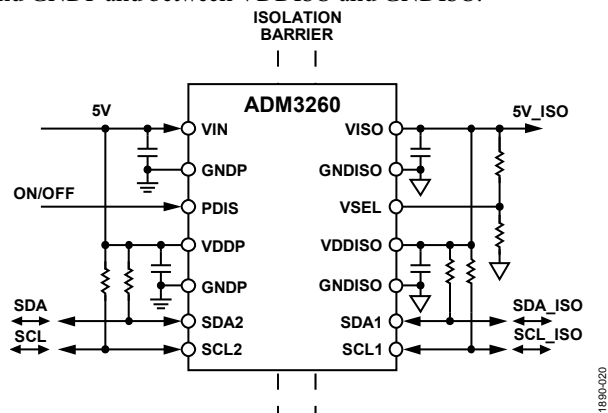 and GNDP and between VDDISO and GNDISO.
ISOLATION
BARRIER
ADM3260
5V
5V_ISO
VIN
VISO
GNDP
GNDISO
ON/OFF
PDIS
VSEL
VDDP
VDDISO
GNDP
GNDISO
SDA
SDA_ISO
SDA2
SDA1
SCL
SCL_ISO
SCL2
SCL1
1890-020